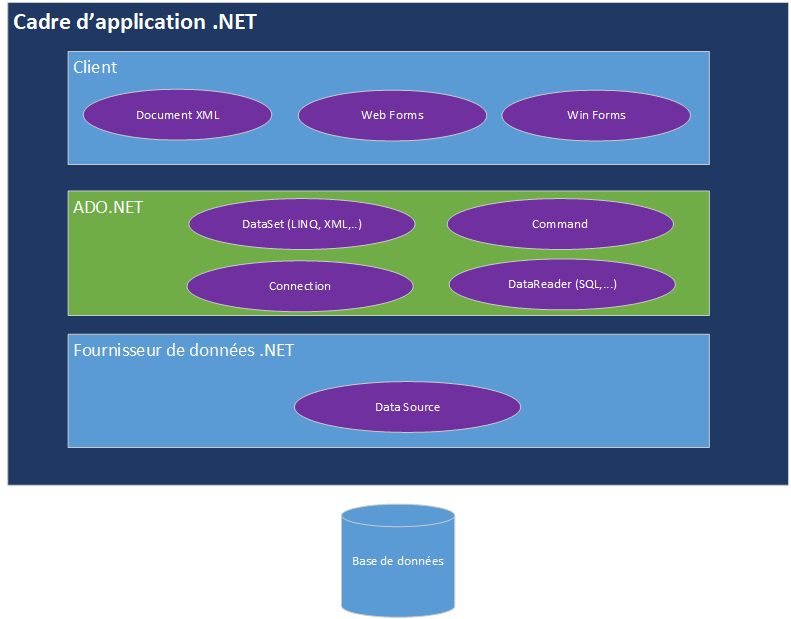 Cadre d’application .NET
Client
Document XML
Web Forms
Win Forms
ADO.NET
DataSet (LINQ, XML,..)
Command
Connection
DataReader (SQL,...)
Fournisseur de données .NET
Data Source
Base de données